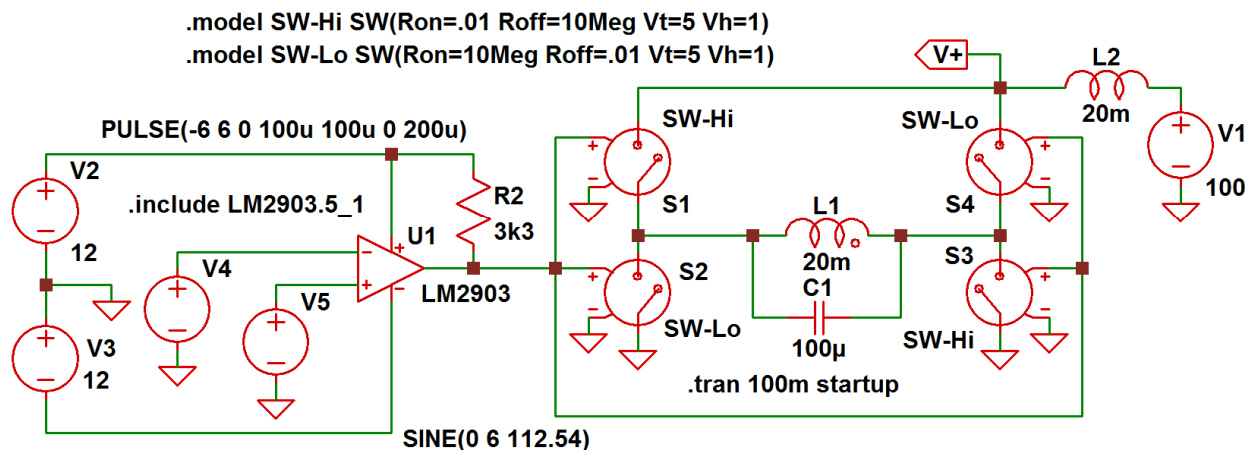 .model SW-Hi SW(Ron=.01 Roff=10Meg Vt=5 Vh=1)
.model SW-Lo SW(Ron=10Meg Roff=.01 Vt=5 Vh=1)
V+
L2
20m
SW-Hi
SW-Lo
V1
100
PULSE(-6 6 0 100u 100u 0 200u)
V2
12
.include LM2903.5_1
R2
3k3
S1
S4
U1
LM2903
L1
20m
C1
100µ
S2
SW-Lo
S3
SW-Hi
V4
V5
V3
12
.tran 100m startup
SINE(0 6 112.54)